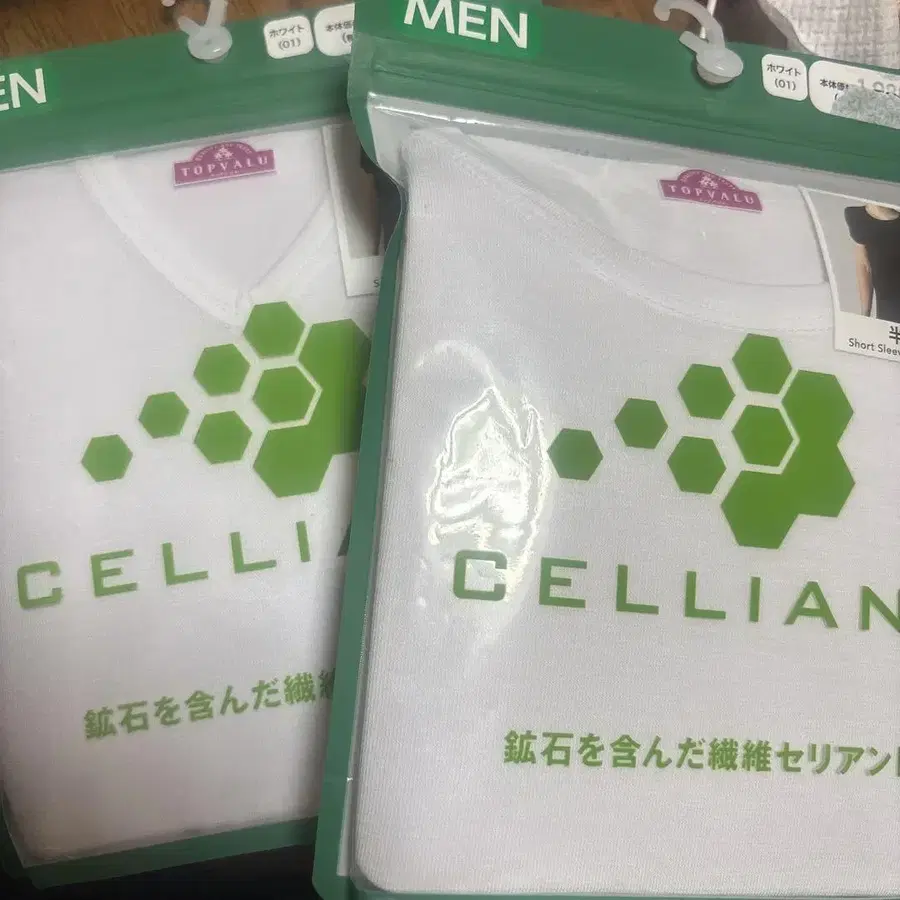 EN
ホワイト
(01)
本体価
TOPVALU
CELLIA
鉱石を含んだ繊維
MEN
ホワイト
(01)
本体価
TOPVALU
半
Short Sleev
CELLIAN
鉱石を含んだ繊維セリアン